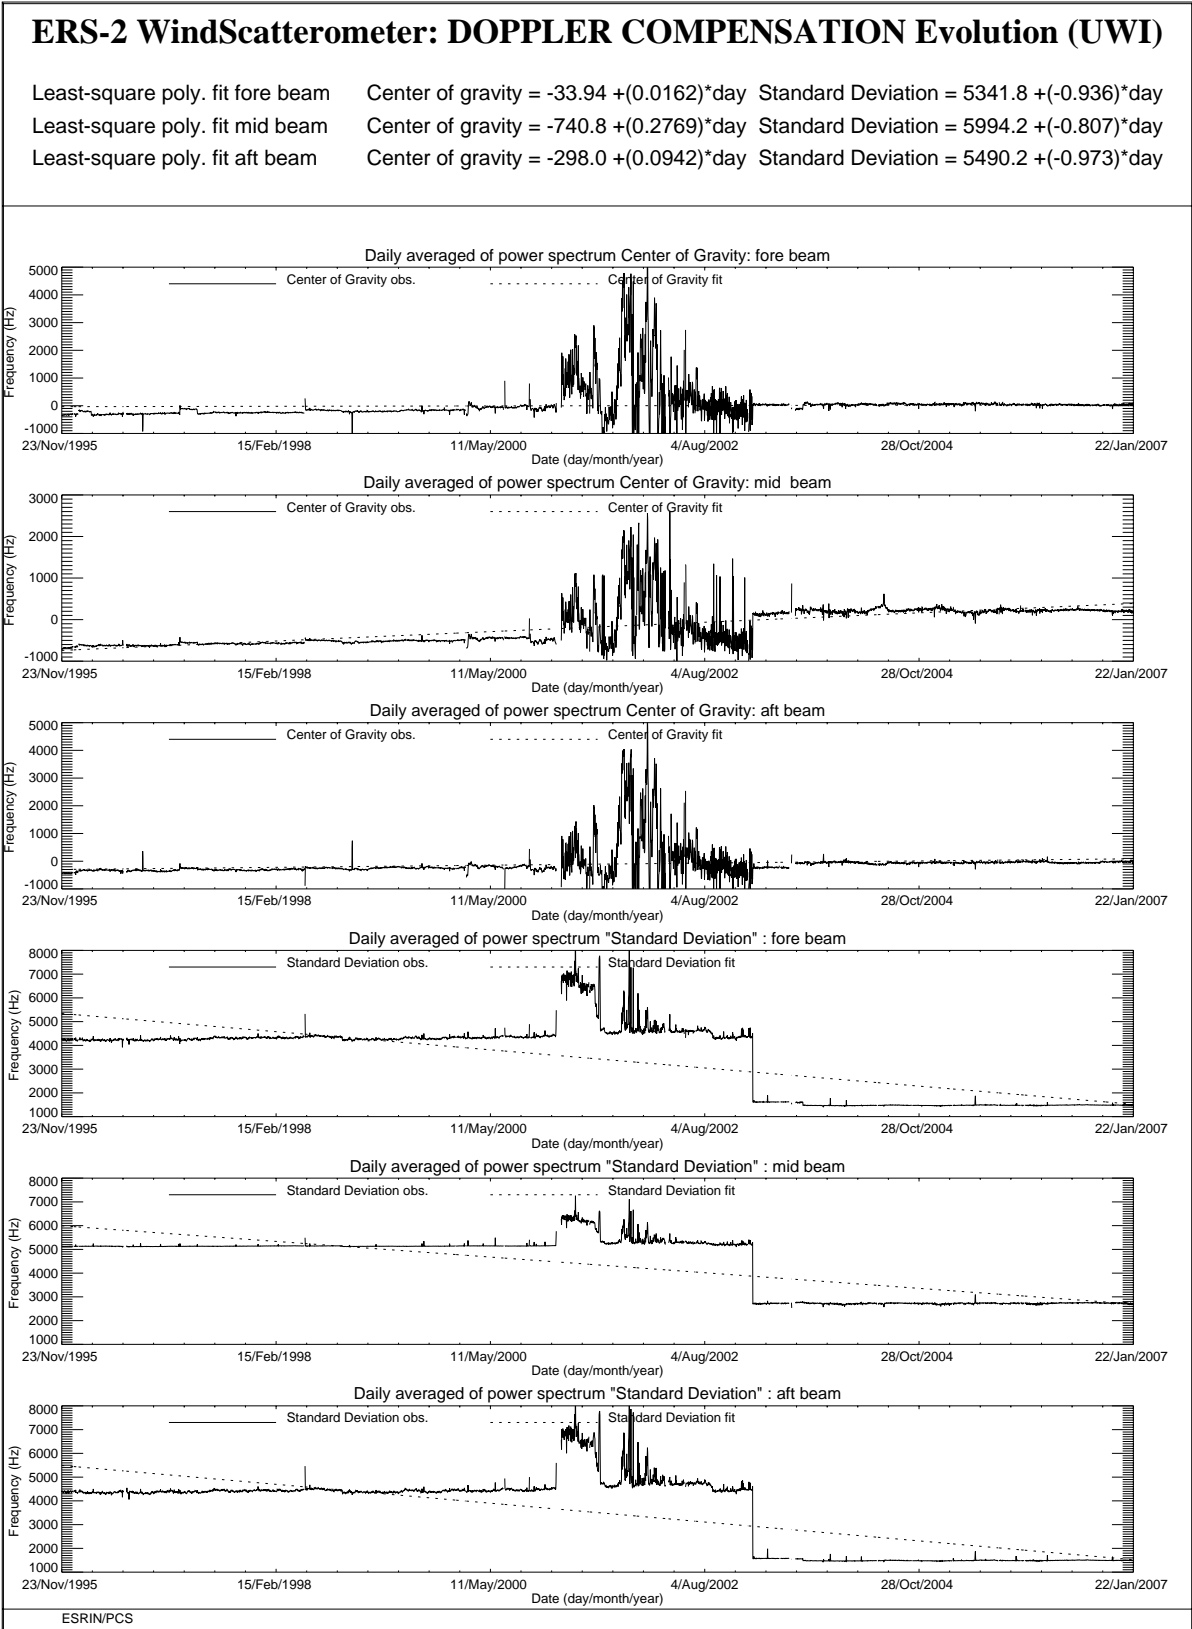 ERS-2 WindScatterometer: DOPPLER COMPENSATION Evolution (UWI)
Least-square poly. fit fore beam Center of gravity = -33.94 +(0.0162)*day Standard Deviation = 5341.8 +(-0.936)*day
Least-square poly. fit mid beam Center of gravity = -740.8 +(0.2769)*day Standard Deviation = 5994.2 +(-0.807)*day
Least-square poly. fit aft beam Center of gravity = -298.0 +(0.0942)*day Standard Deviation = 5490.2 +(-0.973)*day
Daily averaged of power spectrum Center of Gravity: fore beam
Center of Gravity obs. Center of Gravity fit
Frequency (Hz)
5000
4000
3000
2000
1000
0
-1000
23/Nov/1995 15/Feb/1998 11/May/2000 4/Aug/2002 28/Oct/2004 22/Jan/2007
Date (day/month/year)
Daily averaged of power spectrum Center of Gravity: mid beam
Center of Gravity obs. Center of Gravity fit
Frequency (Hz)
3000
2000
1000
0
-1000
23/Nov/1995 15/Feb/1998 11/May/2000 4/Aug/2002 28/Oct/2004 22/Jan/2007
Date (day/month/year)
Daily averaged of power spectrum Center of Gravity: aft beam
Center of Gravity obs. Center of Gravity fit
Frequency (Hz)
5000
4000
3000
2000
1000
0
-1000
23/Nov/1995 15/Feb/1998 11/May/2000 4/Aug/2002 28/Oct/2004 22/Jan/2007
Date (day/month/year)
Daily averaged of power spectrum "Standard Deviation" : fore beam
Standard Deviation obs. Standard Deviation fit
Frequency (Hz)
8000
7000
6000
5000
4000
3000
2000
1000
23/Nov/1995 15/Feb/1998 11/May/2000 4/Aug/2002 28/Oct/2004 22/Jan/2007
Date (day/month/year)
Daily averaged of power spectrum "Standard Deviation" : mid beam
Standard Deviation obs. Standard Deviation fit
Frequency (Hz)
8000
7000
6000
5000
4000
3000
2000
1000
23/Nov/1995 15/Feb/1998 11/May/2000 4/Aug/2002 28/Oct/2004 22/Jan/2007
Date (day/month/year)
Daily averaged of power spectrum "Standard Deviation" : aft beam
Standard Deviation obs. Standard Deviation fit
Frequency (Hz)
8000
7000
6000
5000
4000
3000
2000
1000
23/Nov/1995 15/Feb/1998 11/May/2000 4/Aug/2002 28/Oct/2004 22/Jan/2007
Date (day/month/year)
ESRIN/PCS